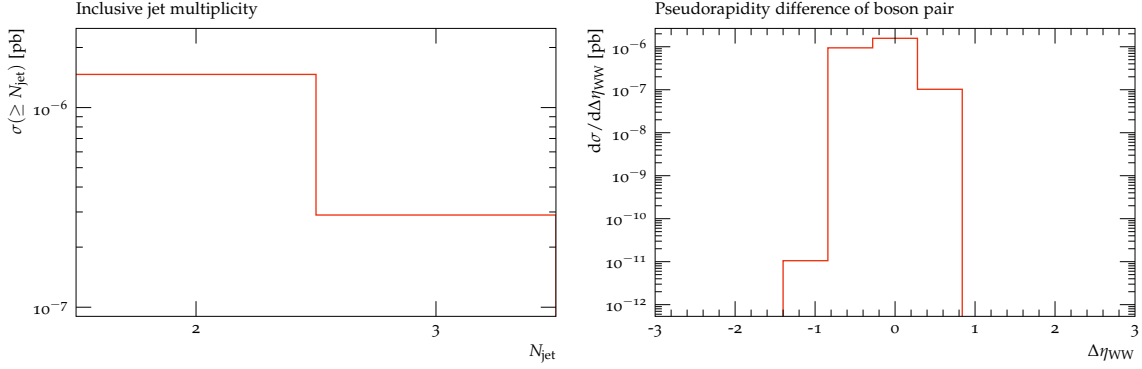 Inclusive jet multiplicity
σ(≥ N_jet) [pb]
10⁻⁶
10⁻⁷
2
3
N_jet
Pseudorapidity difference of boson pair
dσ/dΔη_WW [pb]
10⁻⁶
10⁻⁷
10⁻⁸
10⁻⁹
10⁻¹⁰
10⁻¹¹
10⁻¹²
-3 -2 -1 0 1 2 3
Δη_WW